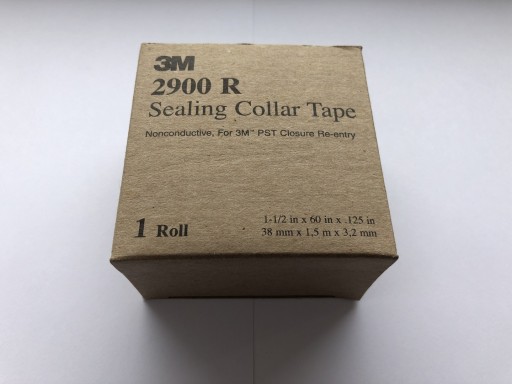 3M
2900 R
Sealing Collar Tape
Nonconductive, For 3M™ PST Closure Re-entry
1 Roll
1-1/2 in x 60 in x .125 in
38 mm x 1,5 m x 3,2 mm